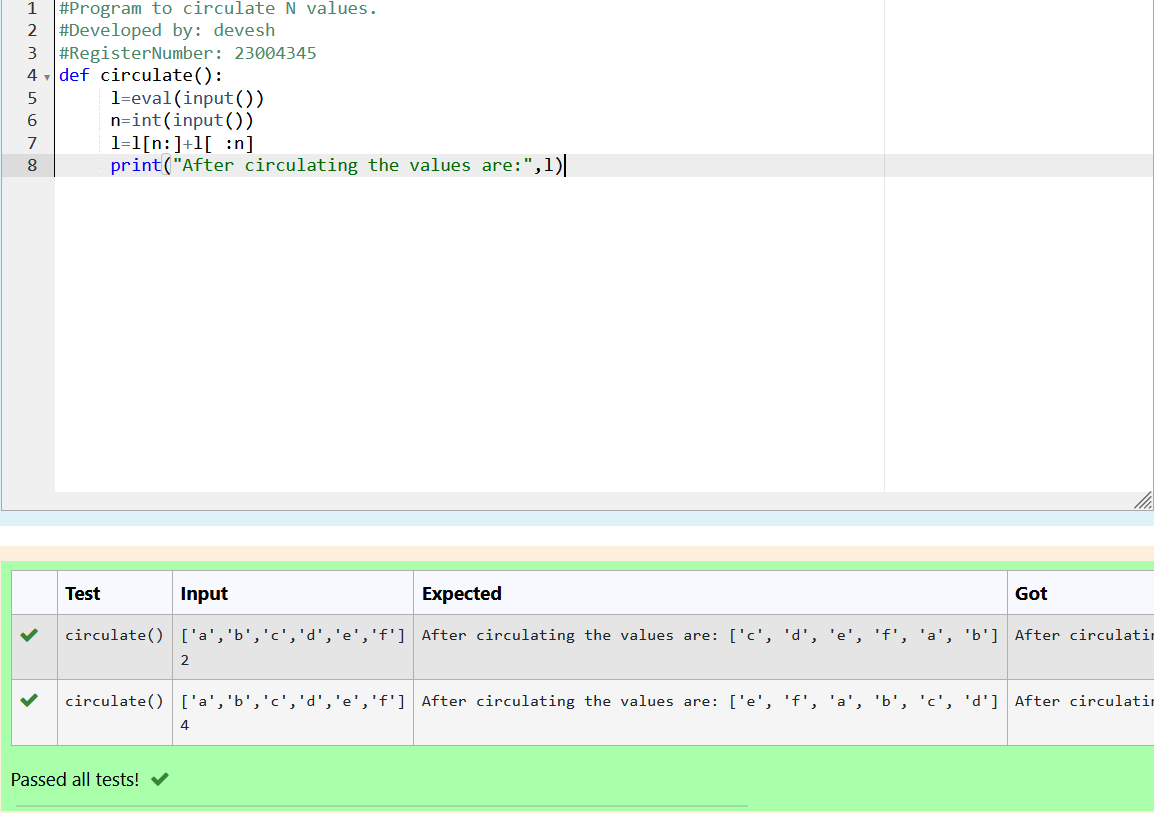 1 #Program to circulate N values.
2 #Developed by: devesh
3 #RegisterNumber: 23004345
4 def circulate():
5 l=eval(input())
6 n=int(input())
7 l=l[n:]+l[ :n]
8 print("After circulating the values are:",l)
Test Input Expected Got
circulate() ['a','b','c','d','e','f'] After circulating the values are: ['c', 'd', 'e', 'f', 'a', 'b'] After
2
circulate() ['a','b','c','d','e','f'] After circulating the values are: ['e', 'f', 'a', 'b', 'c', 'd'] After
4
Passed all tests!